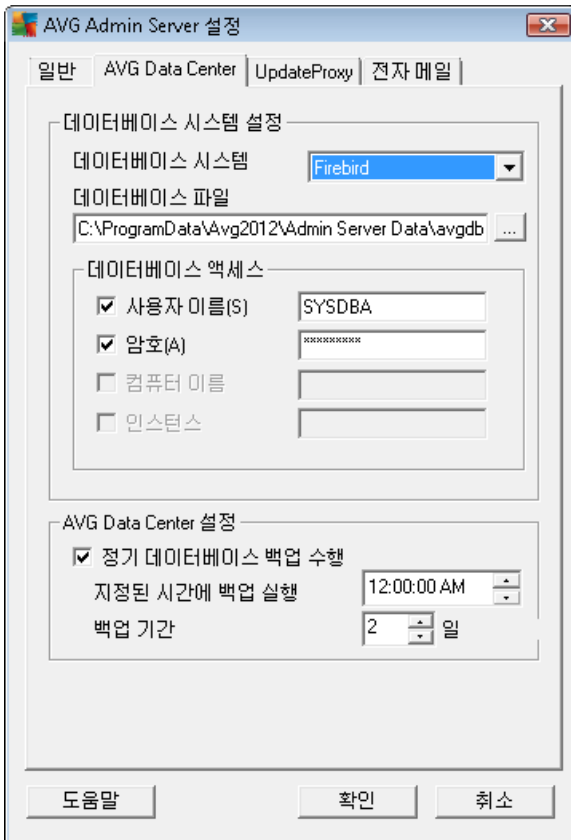 AVG Admin Server 설정
일반 AVG Data Center UpdateProxy 전자 메일
데이터베이스 시스템 설정
데이터베이스 시스템 Firebird
데이터베이스 파일
C:\ProgramData\Avg2012\Admin Server Data\avgdb ...
데이터베이스 액세스
사용자 이름(S) SYSDBA
암호(A) *********
컴퓨터 이름
인스턴스
AVG Data Center 설정
정기 데이터베이스 백업 수행
지정된 시간에 백업 실행 12:00:00 AM
백업 기간 2 일
도움말 확인 취소